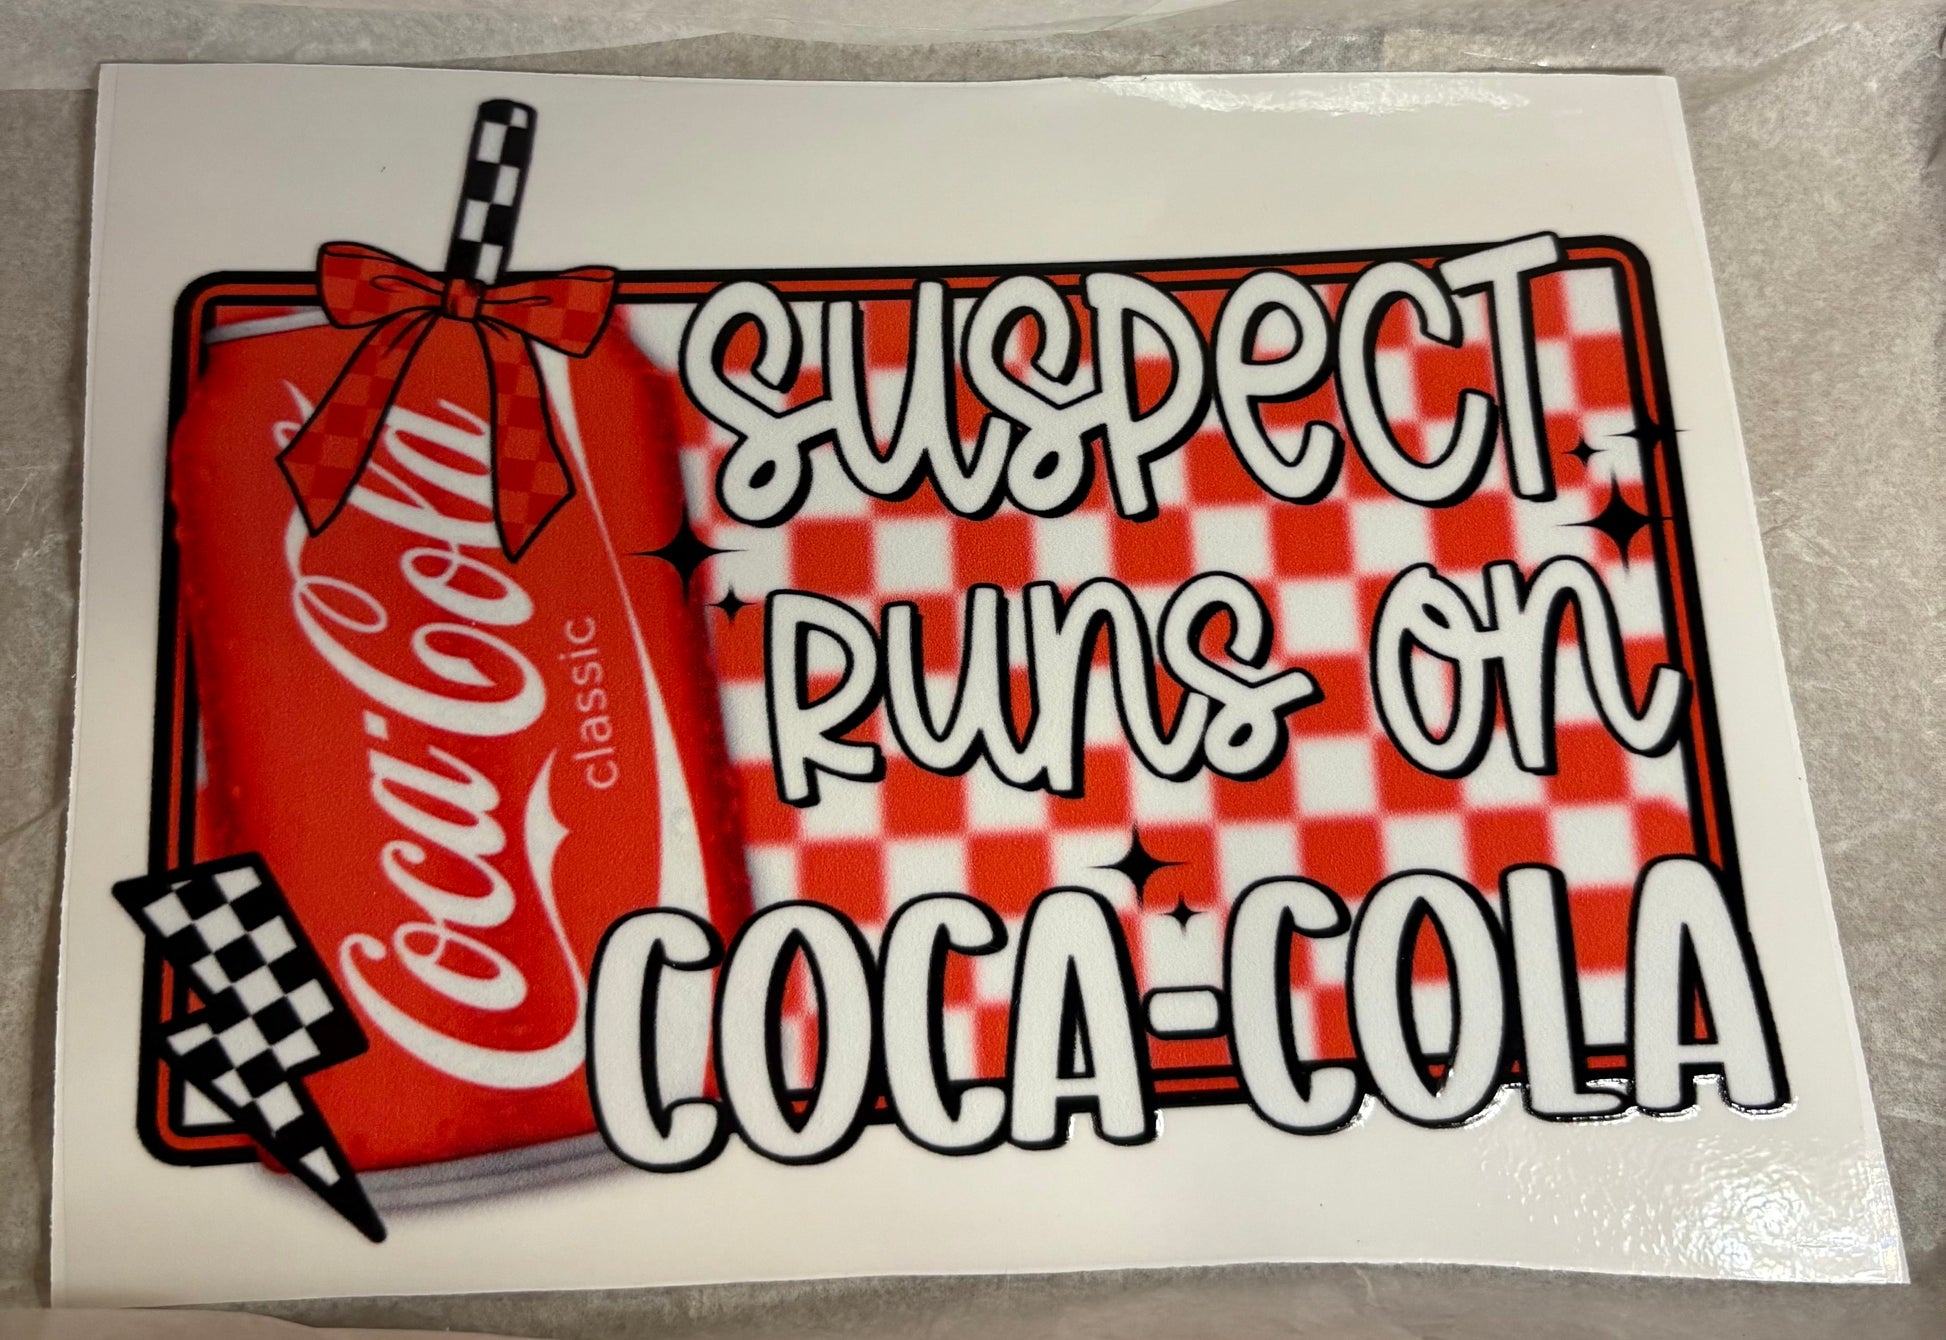 Coca-Cola
classic
SUSPECT
RUNS ON
COCA-COLA